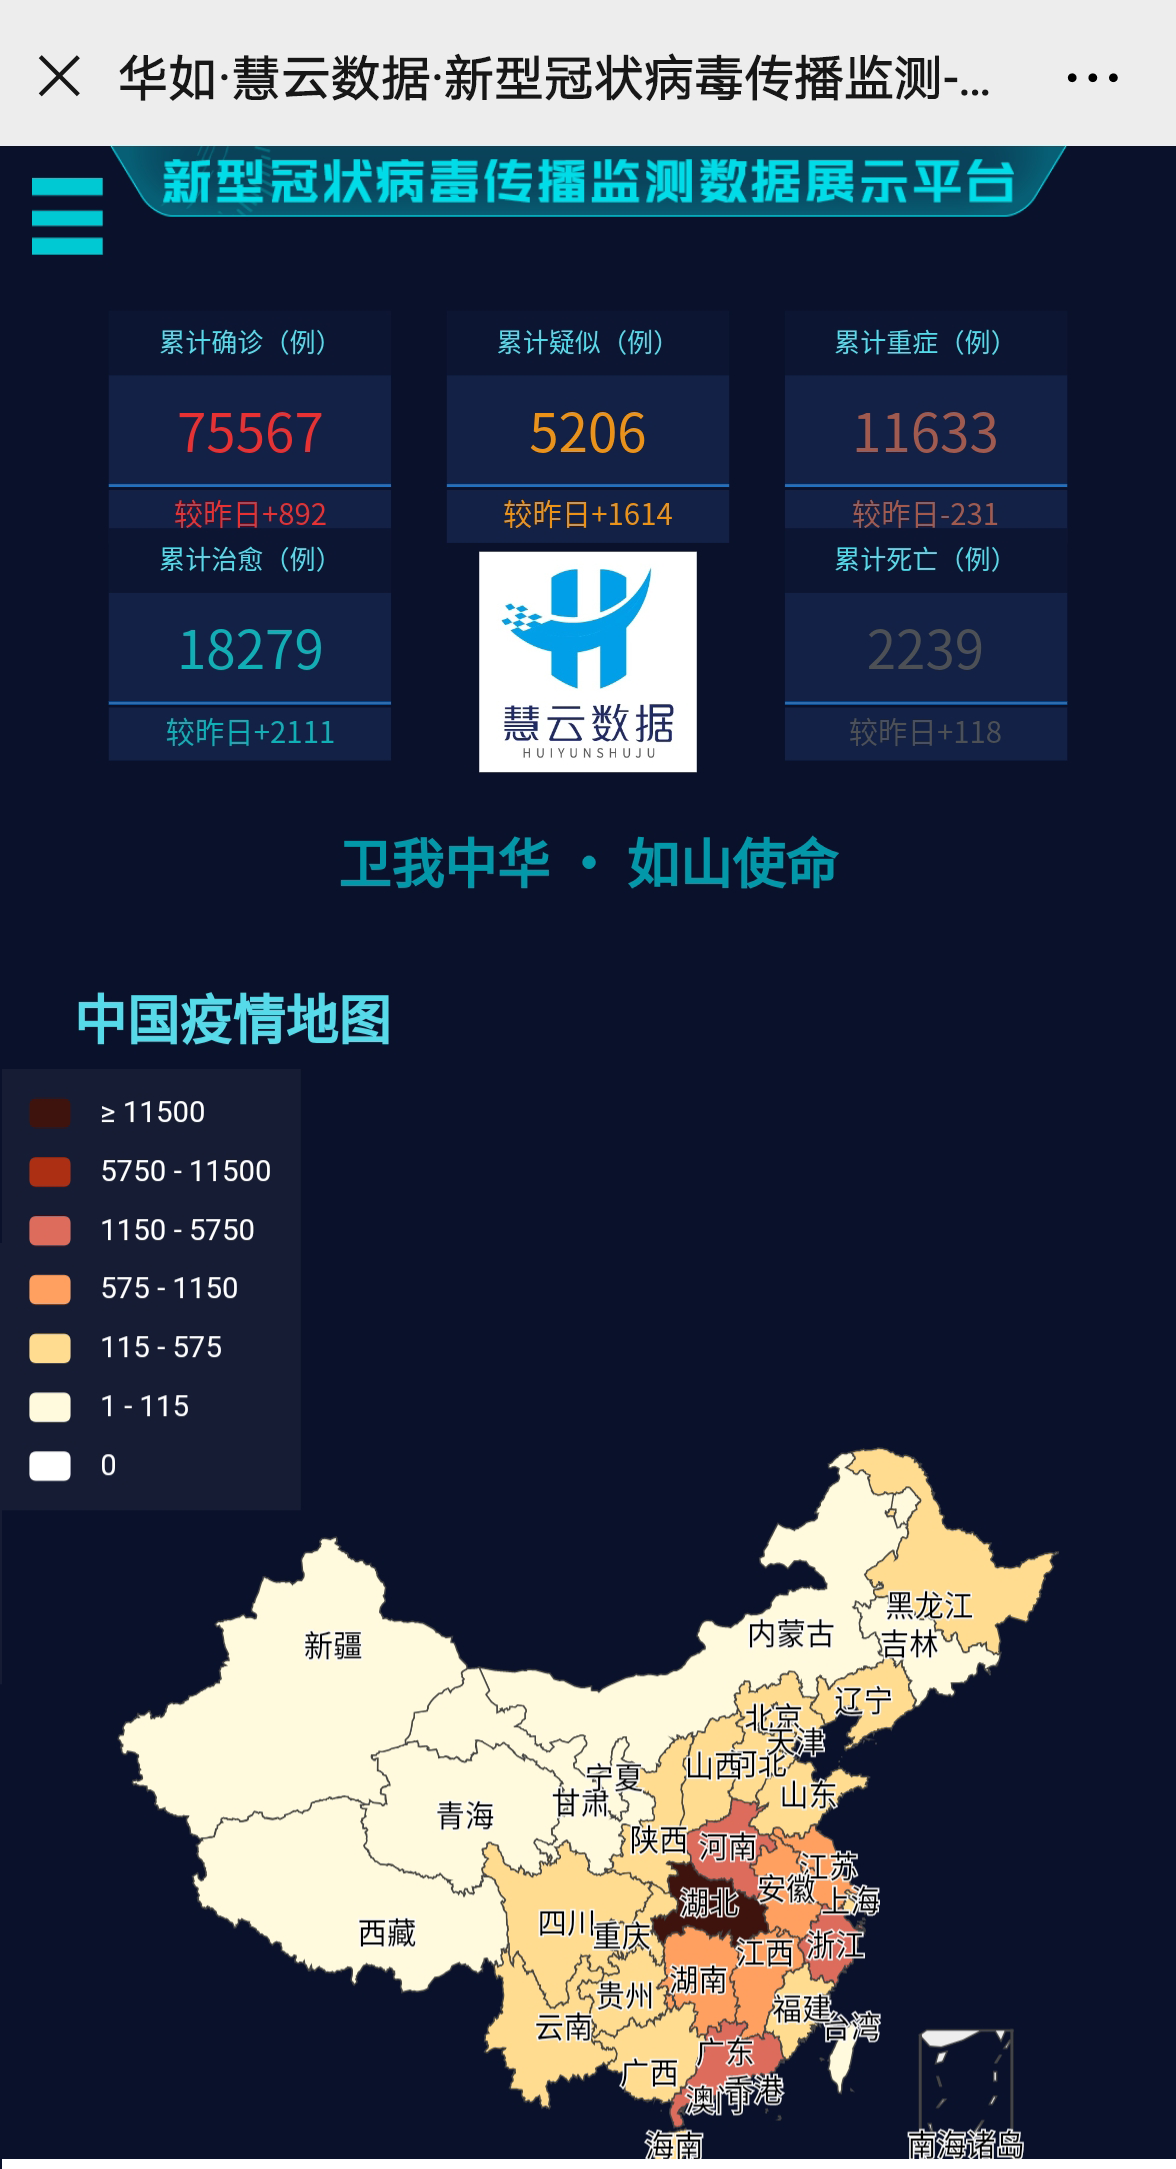 华如·慧云数据·新型冠状病毒传播监测-...
新型冠状病毒传播监测数据展示平台
累计确诊（例）
75567
较昨日+892
累计疑似（例）
5206
较昨日+1614
累计重症（例）
11633
较昨日-231
累计治愈（例）
18279
较昨日+2111
慧云数据
HUIYUNSHUJU
累计死亡（例）
2239
较昨日+118
卫我中华 · 如山使命
中国疫情地图
≥ 11500
5750 - 11500
1150 - 5750
575 - 1150
115 - 575
1 - 115
0
黑龙江
内蒙古
吉林
新疆
辽宁
北京
天津
山西
河北
宁夏
山东
甘肃
青海
陕西
河南
江苏
安徽
上海
湖北
四川
重庆
西藏
江西
浙江
湖南
贵州
福建
云南
台湾
广东
广西
香港
澳门
海南
南海诸岛